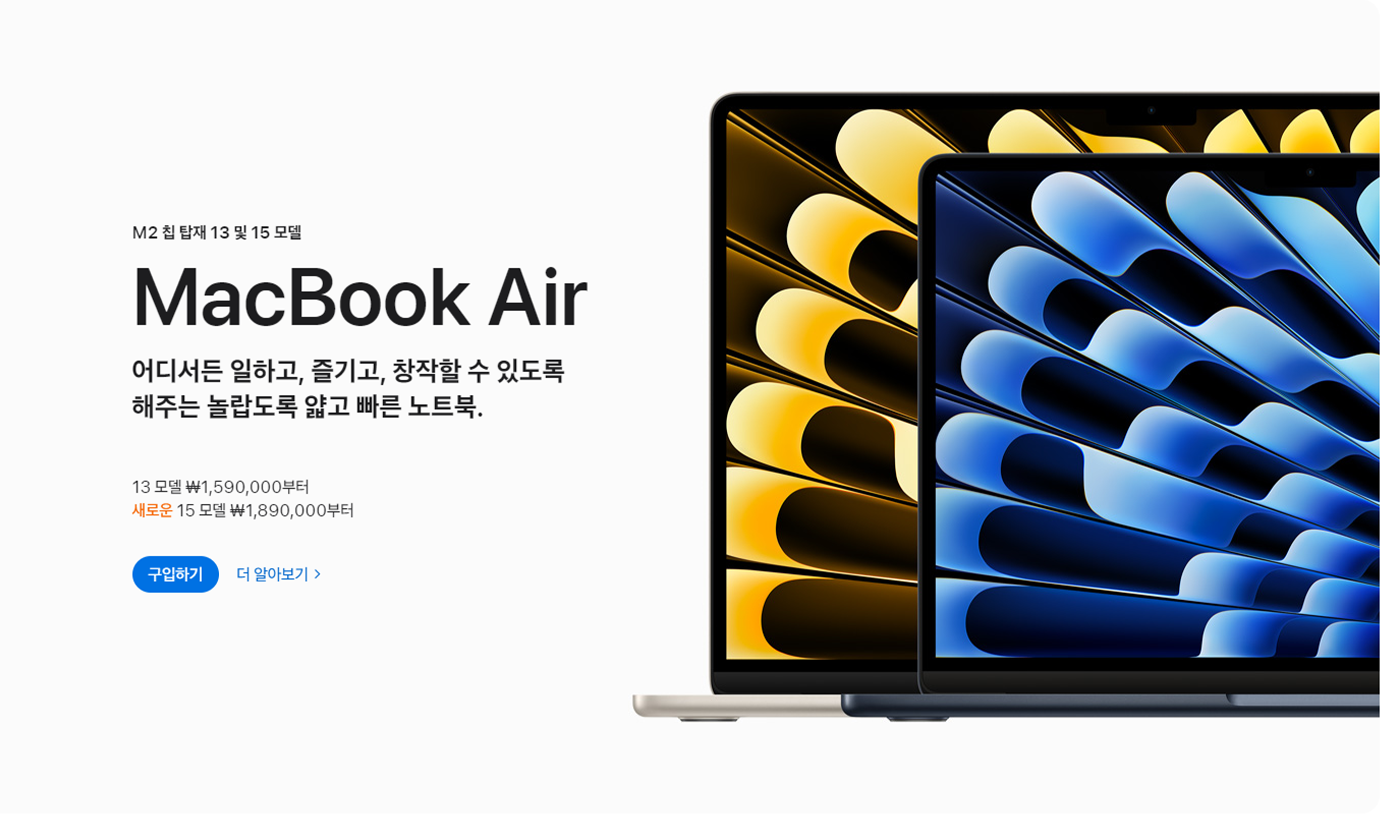 M2 칩 탑재 13 및 15 모델
MacBook Air
어디서든 일하고, 즐기고, 창작할 수 있도록
해주는 놀랍도록 얇고 빠른 노트북.
13 모델 ₩1,590,000부터
새로운 15 모델 ₩1,890,000부터
구입하기 더 알아보기 >